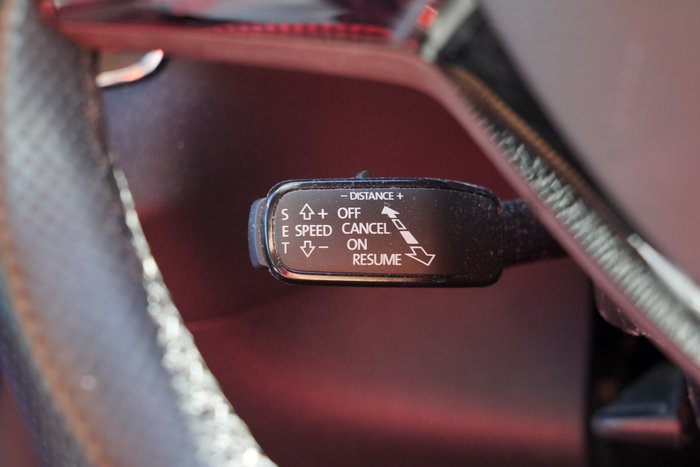 − DISTANCE +
S + OFF
E SPEED CANCEL
T − ON
RESUME